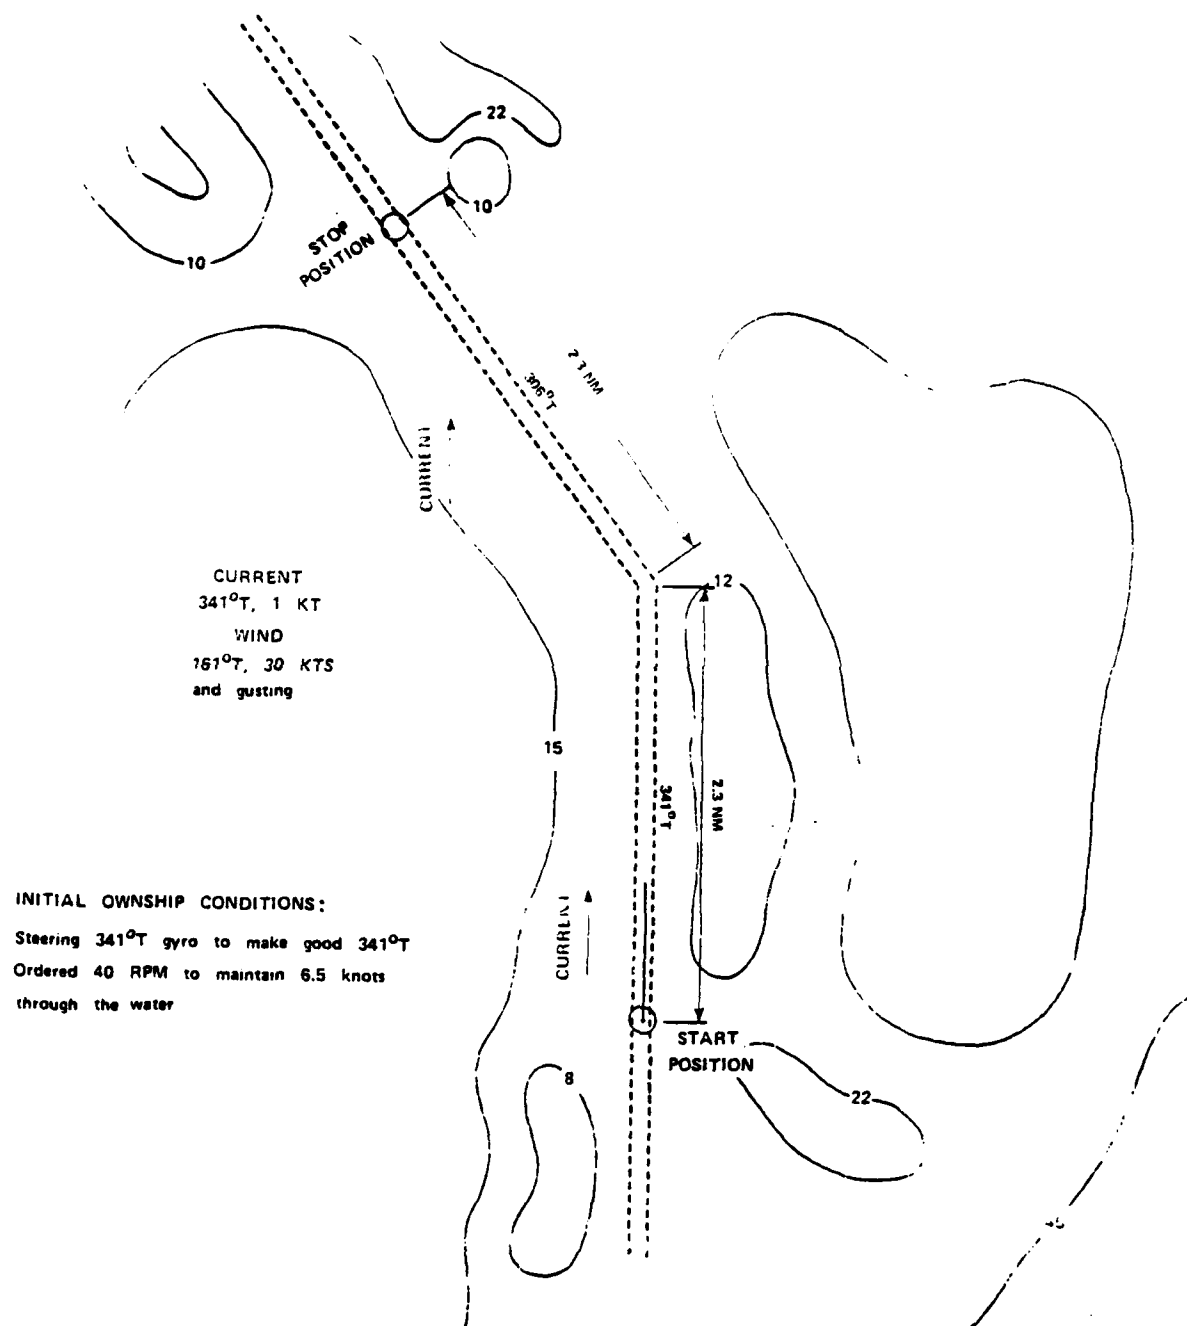 22
10
10
STOP
POSITION
2.3 NM
306°T
CURRENT
12
CURRENT
341°T, 1 KT
WIND
161°T, 30 KTS
and gusting
15
341°T
2.3 NM
INITIAL OWNSHIP CONDITIONS:
Steering 341°T gyro to make good 341°T
Ordered 40 RPM to maintain 6.5 knots
through the water
CURRENT
START
POSITION
8
22